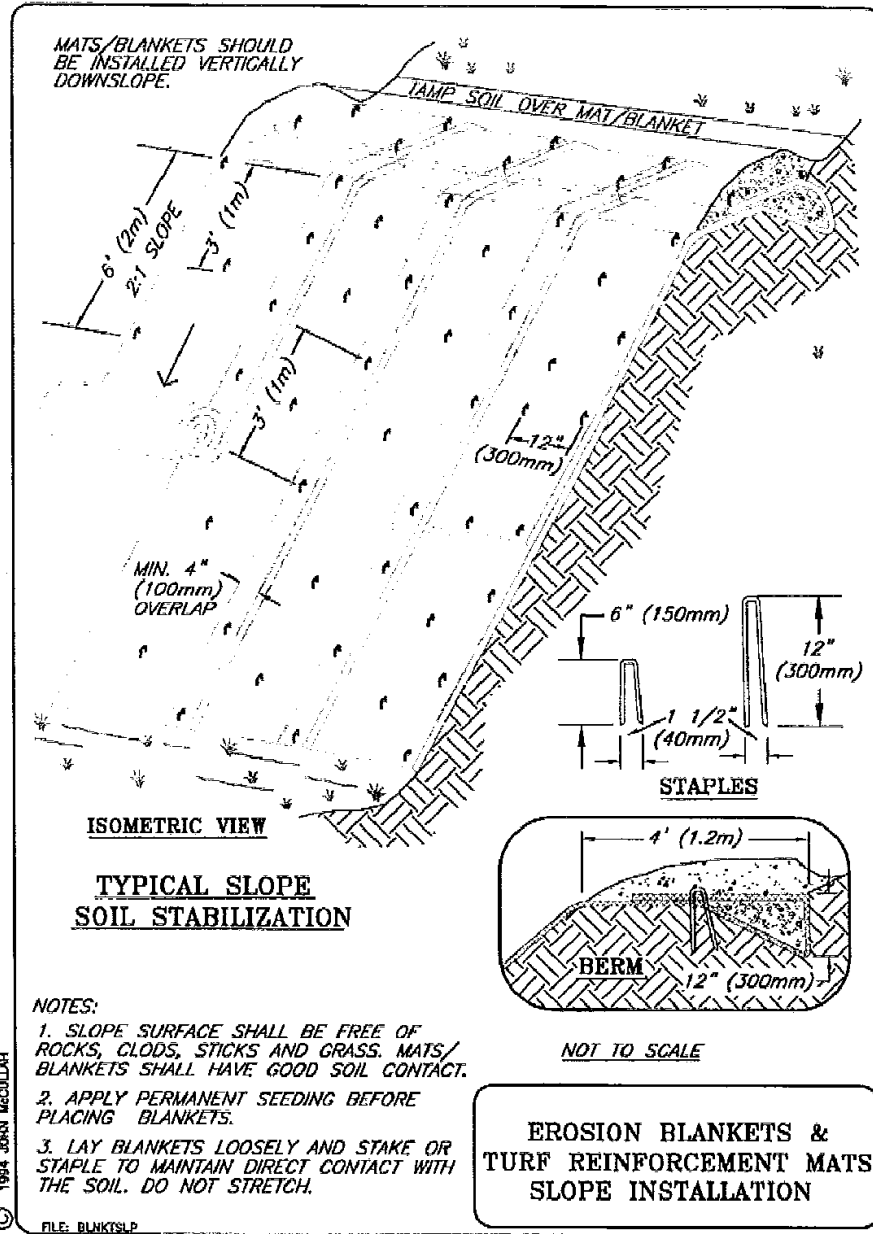 MATS/BLANKETS SHOULD
BE INSTALLED VERTICALLY
DOWNSLOPE.
TAMP SOIL OVER MAT/BLANKET
6' (2m)
2:1 SLOPE
3' (1m)
3' (1m)
12"
(300mm)
MIN. 4"
(100mm)
OVERLAP
6" (150mm)
12"
(300mm)
1 1/2"
(40mm)
STAPLES
ISOMETRIC VIEW
TYPICAL SLOPE
SOIL STABILIZATION
4' (1.2m)
BERM
12" (300mm)
NOT TO SCALE
NOTES:
1. SLOPE SURFACE SHALL BE FREE OF
ROCKS, CLODS, STICKS AND GRASS. MATS/
BLANKETS SHALL HAVE GOOD SOIL CONTACT.
2. APPLY PERMANENT SEEDING BEFORE
PLACING BLANKETS.
3. LAY BLANKETS LOOSELY AND STAKE OR
STAPLE TO MAINTAIN DIRECT CONTACT WITH
THE SOIL. DO NOT STRETCH.
EROSION BLANKETS &
TURF REINFORCEMENT MATS
SLOPE INSTALLATION
FILE: BLNKTSLP
© 1994 JOHN McCULLAH